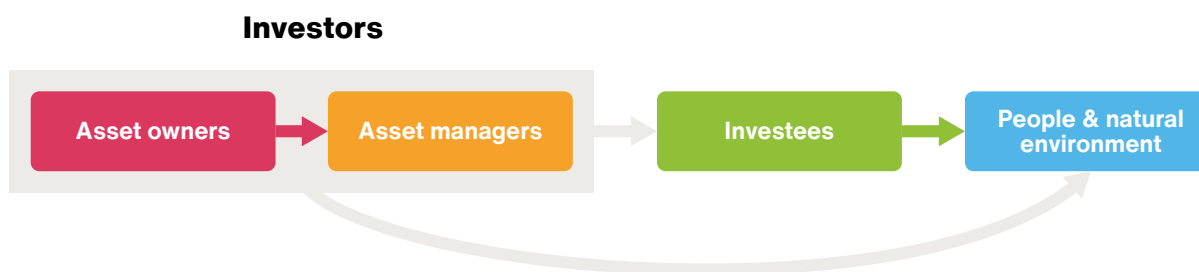 Investors
Asset owners
Asset managers
Investees
People & natural
environment